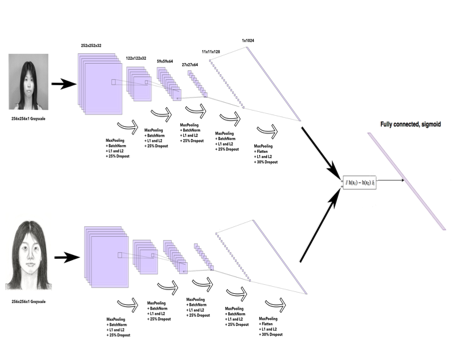 252x252x32
122x122x32
59x59x64
27x27x64
11x11x128
1x1024
256x256x1 Grayscale
MaxPooling
+ BatchNorm
+ L1 and L2
+ 25% Dropout
MaxPooling
+ BatchNorm
+ L1 and L2
+ 25% Dropout
MaxPooling
+ BatchNorm
+ L1 and L2
+ 25% Dropout
MaxPooling
+ BatchNorm
+ L1 and L2
+ 25% Dropout
MaxPooling
+ Flatten
+ L1 and L2
+ 30% Dropout
Fully connected, sigmoid
256x256x1 Grayscale
MaxPooling
+ BatchNorm
+ L1 and L2
+ 25% Dropout
MaxPooling
+ BatchNorm
+ L1 and L2
+ 25% Dropout
MaxPooling
+ BatchNorm
+ L1 and L2
+ 25% Dropout
MaxPooling
+ BatchNorm
+ L1 and L2
+ 25% Dropout
MaxPooling
+ Flatten
+ L1 and L2
+ 30% Dropout